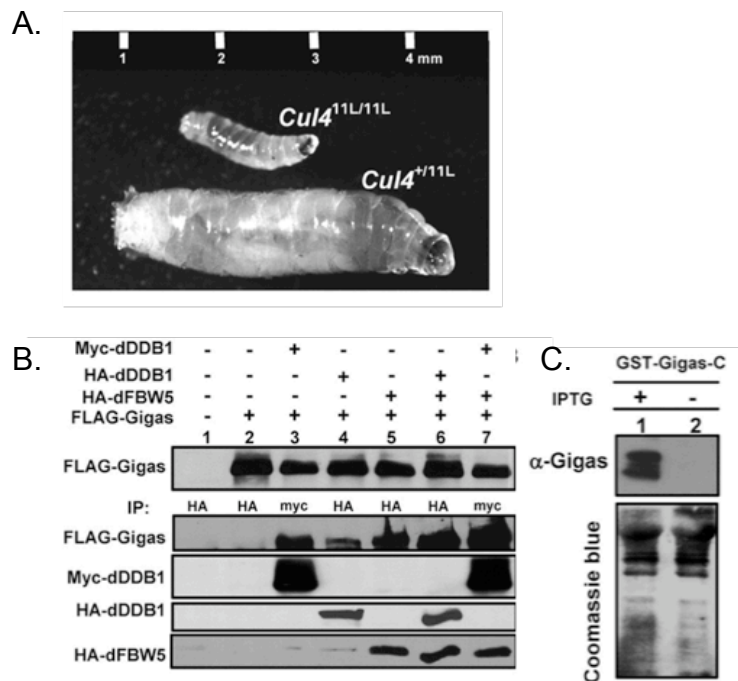 A.
1 2 3 4 mm
Cul4 11L/11L
Cul4 +/11L
B.
Myc-dDDB1 - - + - - - +
HA-dDDB1 - - - + - + -
HA-dFBW5 - - - - + + +
FLAG-Gigas - + + + + + +
1 2 3 4 5 6 7
FLAG-Gigas
IP: HA HA myc HA HA HA myc
FLAG-Gigas
Myc-dDDB1
HA-dDDB1
HA-dFBW5
C.
GST-Gigas-C
IPTG + -
1 2
α-Gigas
Coomassie blue